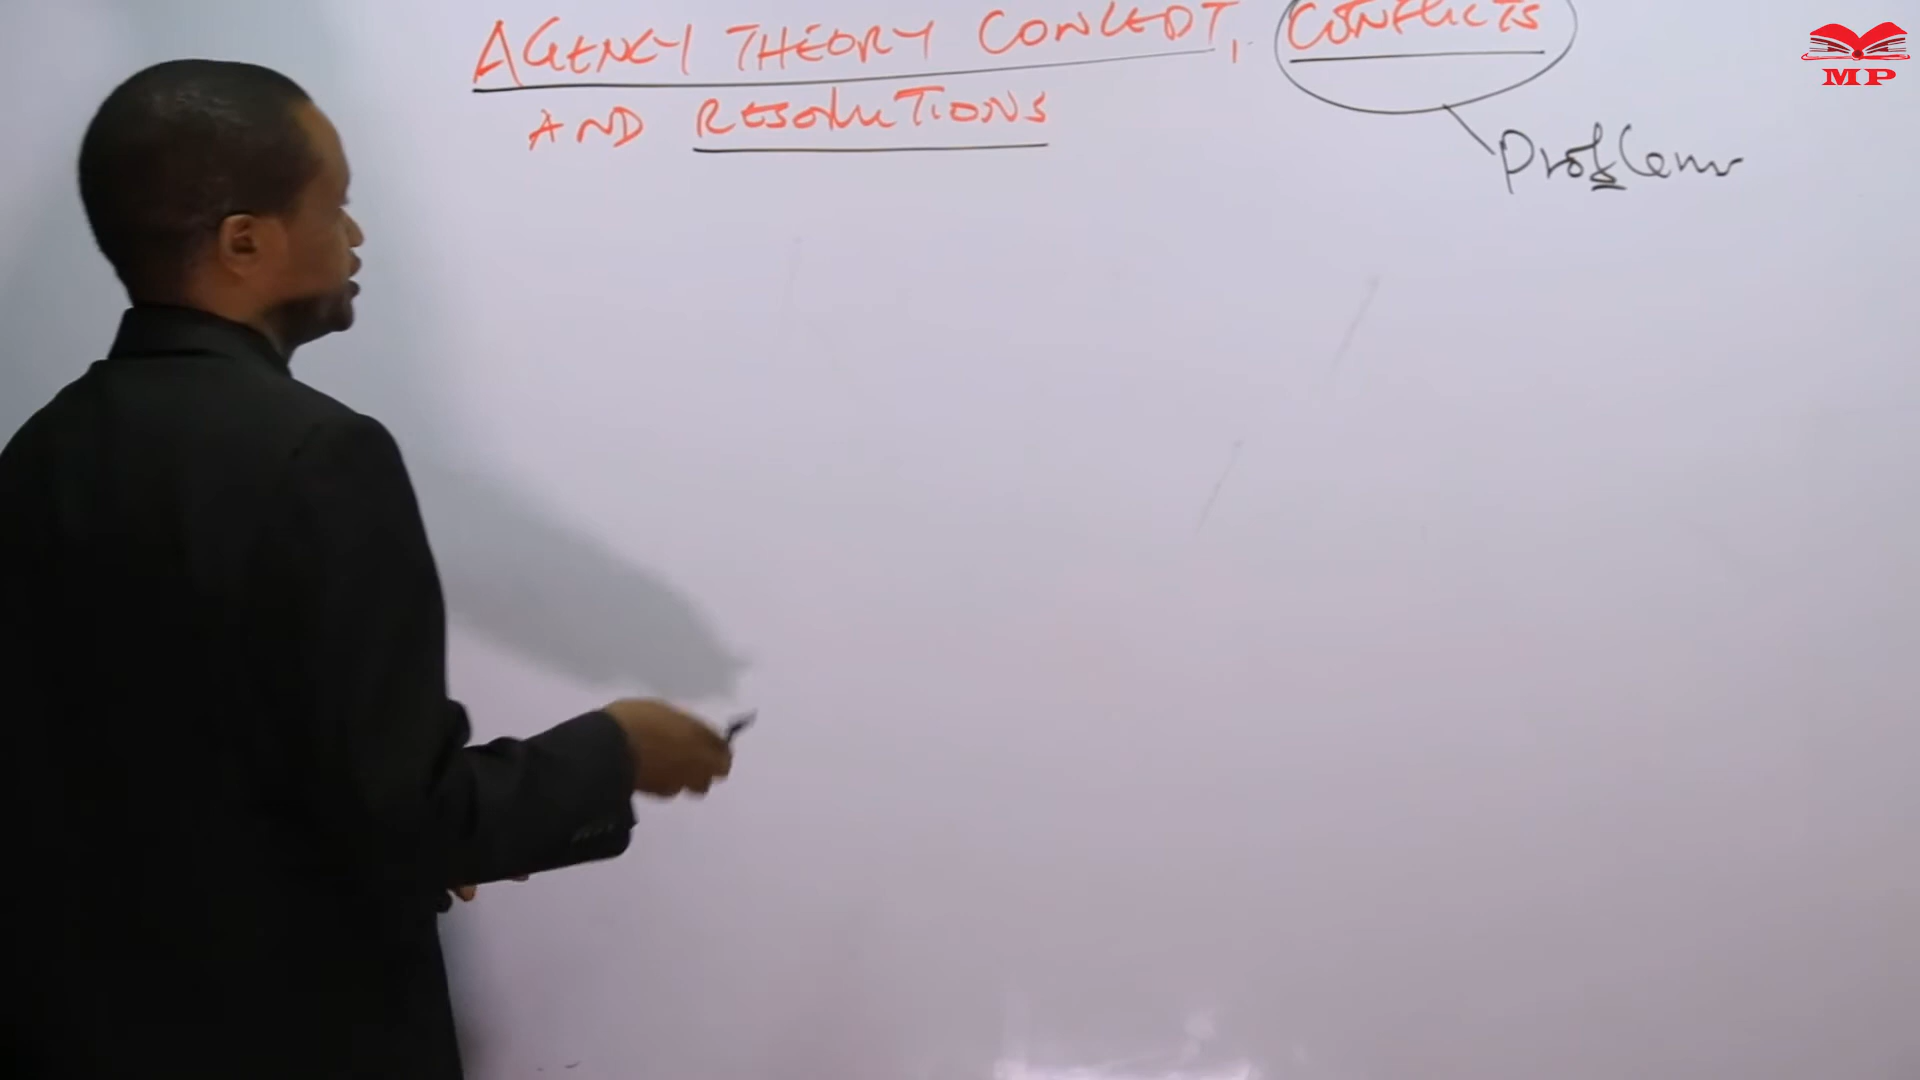 AGENCY THEORY CONCEPT, CONFLICTS
AND RESOLUTIONS
Problem
MP